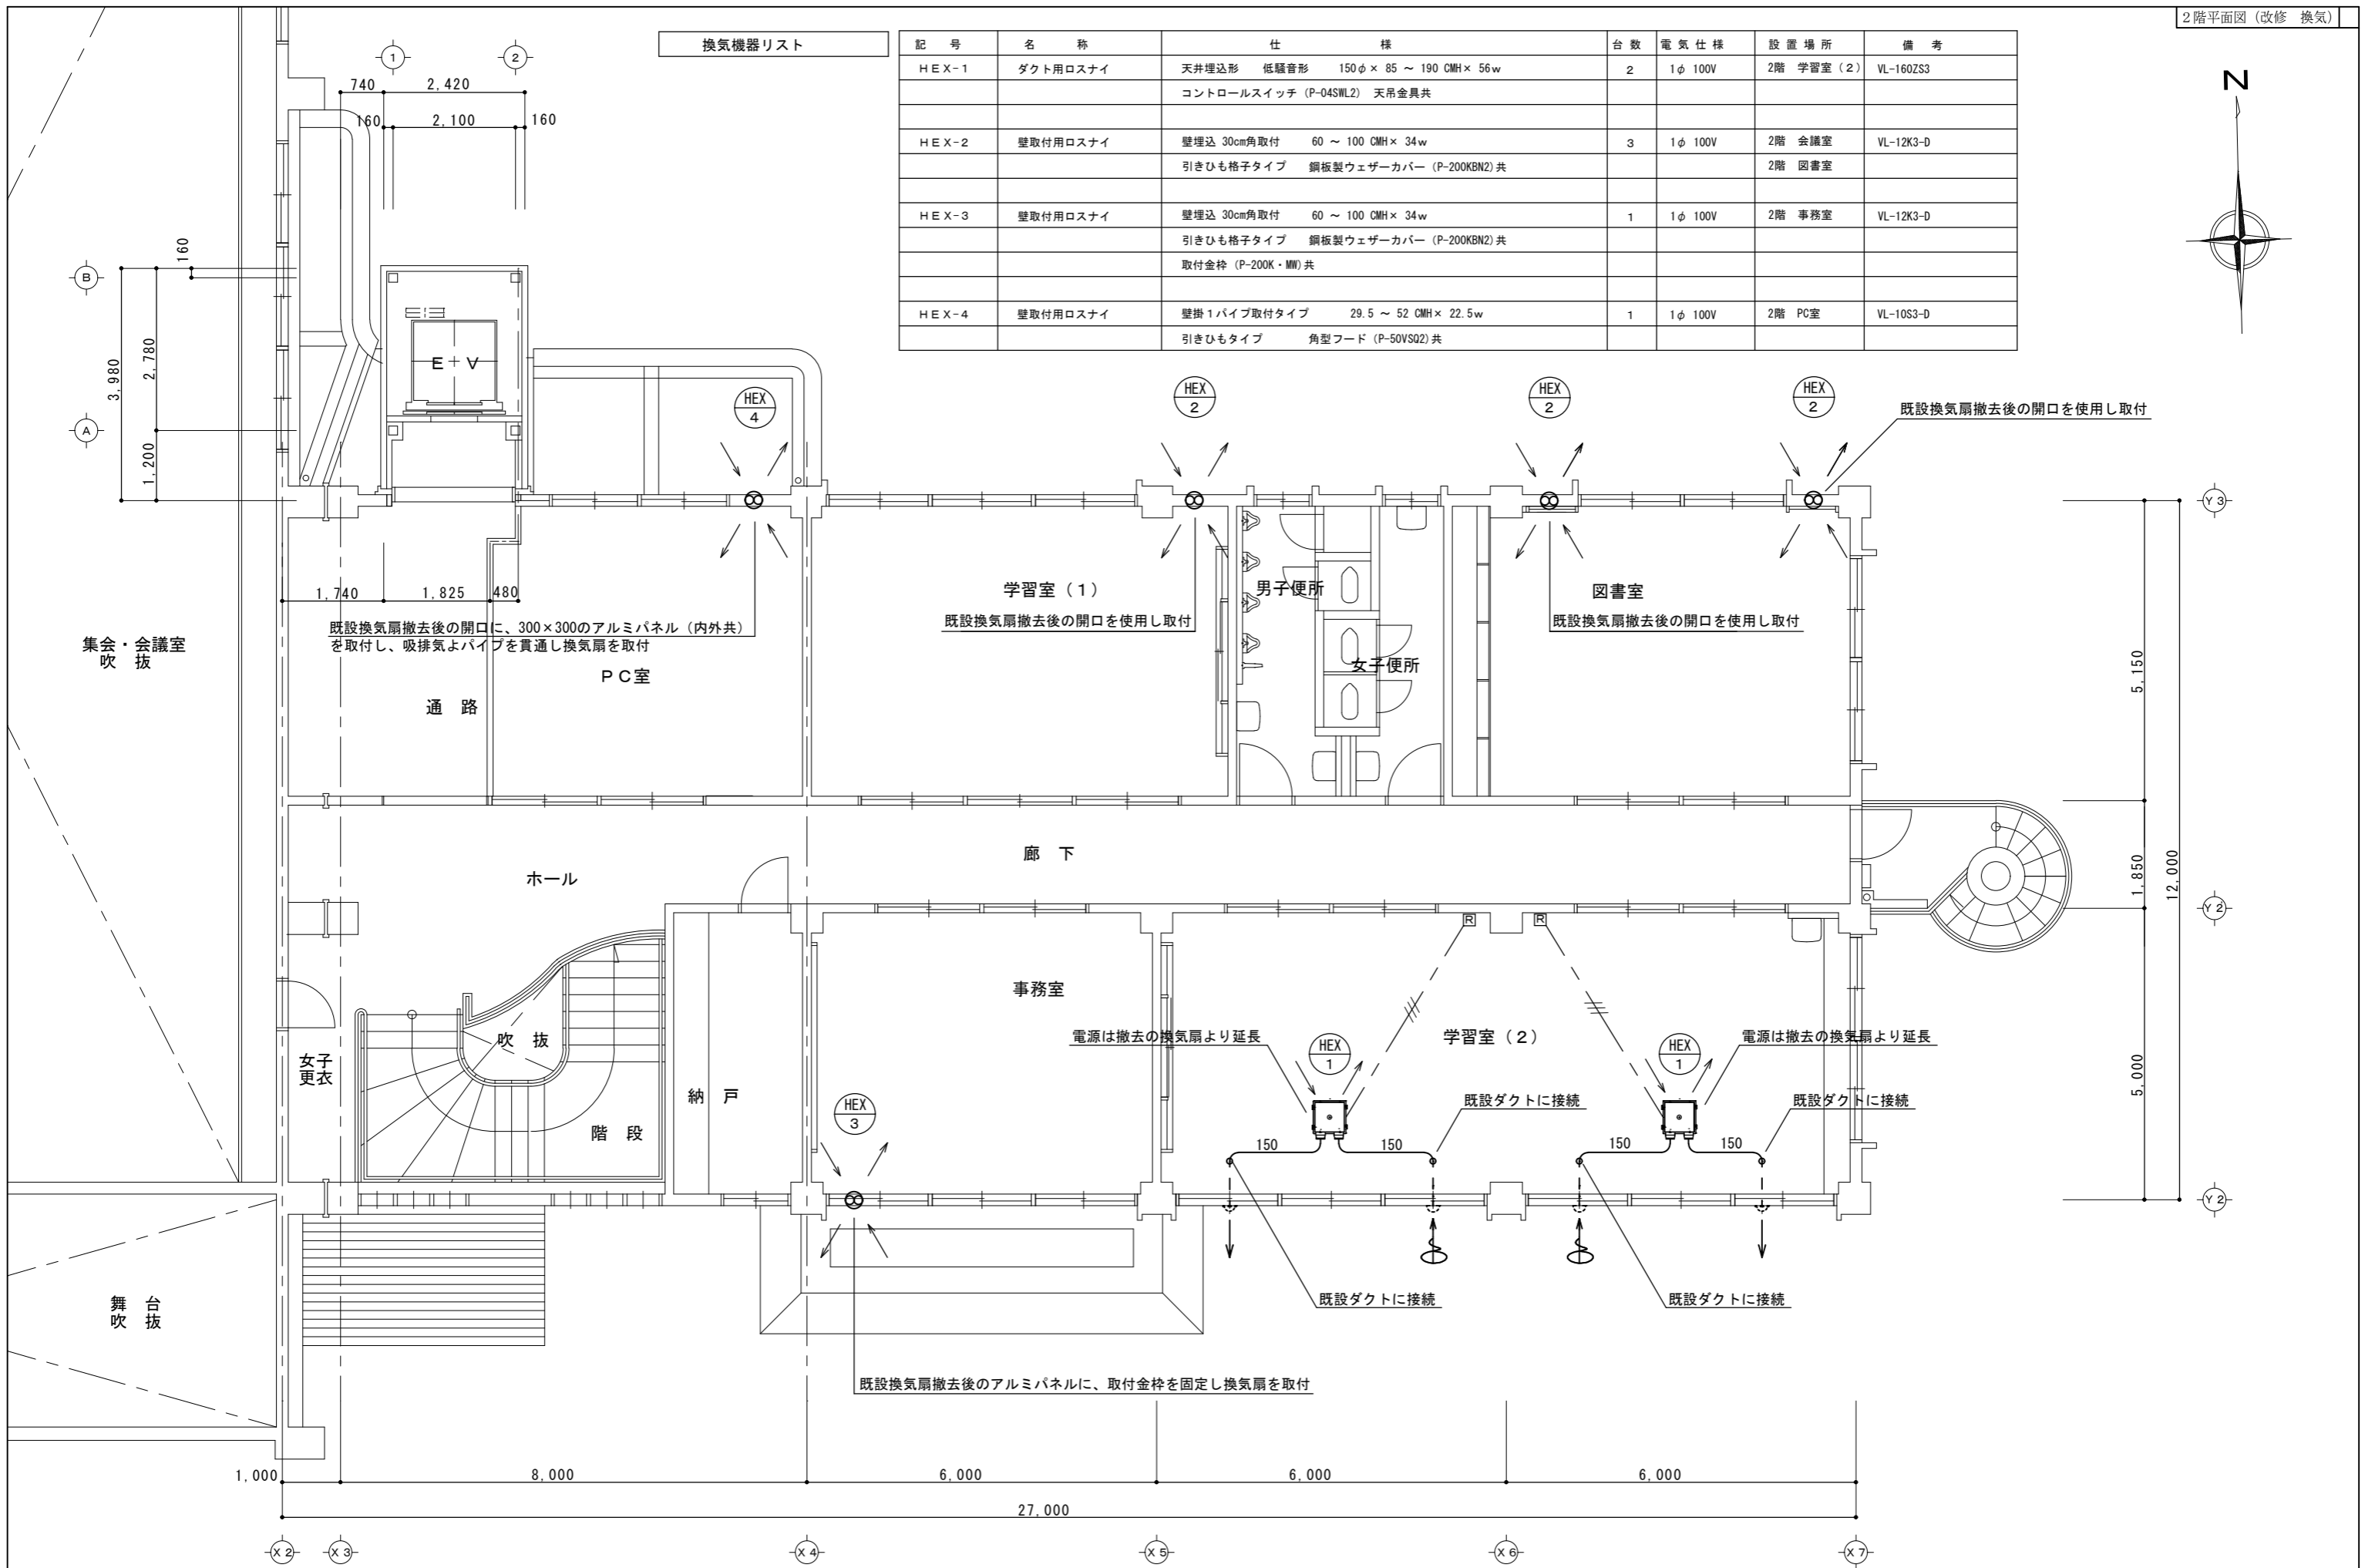 2階平面図（改修　換気）
換気機器リスト
記　号　名　称　仕　様　台数　電気仕様　設置場所　備　考
HEX-1　ダクト用ロスナイ　天井埋込形　低騒音形　150φ× 85 ～ 190 CMH× 56w　2　1φ 100V　2階 学習室（2）　VL-160ZS3
コントロールスイッチ（P-04SWL2）　天吊金具共
HEX-2　壁取付用ロスナイ　壁埋込 30cm角取付　60 ～ 100 CMH× 34w　3　1φ 100V　2階 会議室　VL-12K3-D
引きひも格子タイプ　鋼板製ウェザーカバー（P-200KBN2）共　2階 図書室
HEX-3　壁取付用ロスナイ　壁埋込 30cm角取付　60 ～ 100 CMH× 34w　1　1φ 100V　2階 事務室　VL-12K3-D
引きひも格子タイプ　鋼板製ウェザーカバー（P-200KBN2）共
取付金枠（P-200K・MW）共
HEX-4　壁取付用ロスナイ　壁掛1パイプ取付タイプ　29.5 ～ 52 CMH× 22.5w　1　1φ 100V　2階 PC室　VL-10S3-D
引きひもタイプ　角型フード（P-50VSQ2）共
N
1　2
740　2,420
160　2,100　160
160
B
2,780
3,980
A
1,200
E V
HEX 4
HEX 2
HEX 2
HEX 2
既設換気扇撤去後の開口を使用し取付
Y3
1,740　1,825　480
学習室（1）
男子便所
図書室
既設換気扇撤去後の開口に、300×300のアルミパネル（内外共）
を取付し、吸排気よパイプを貫通し換気扇を取付
既設換気扇撤去後の開口を使用し取付
既設換気扇撤去後の開口を使用し取付
集会・会議室
吹　抜
PC室
女子便所
通　路
5,150
ホール
廊　下
1,850
12,000
Y2
R　R
事務室
吹　抜
電源は撤去の換気扇より延長
HEX 1
学習室（2）
HEX 1
電源は撤去の換気扇より延長
女子
更衣
納　戸
階　段
HEX 3
既設ダクトに接続
既設ダクトに接続
5,000
150　150　150　150
Y2
舞　台
吹　抜
既設ダクトに接続
既設ダクトに接続
既設換気扇撤去後のアルミパネルに、取付金枠を固定し換気扇を取付
1,000　8,000　6,000　6,000　6,000
27,000
X2　X3　X4　X5　X6　X7